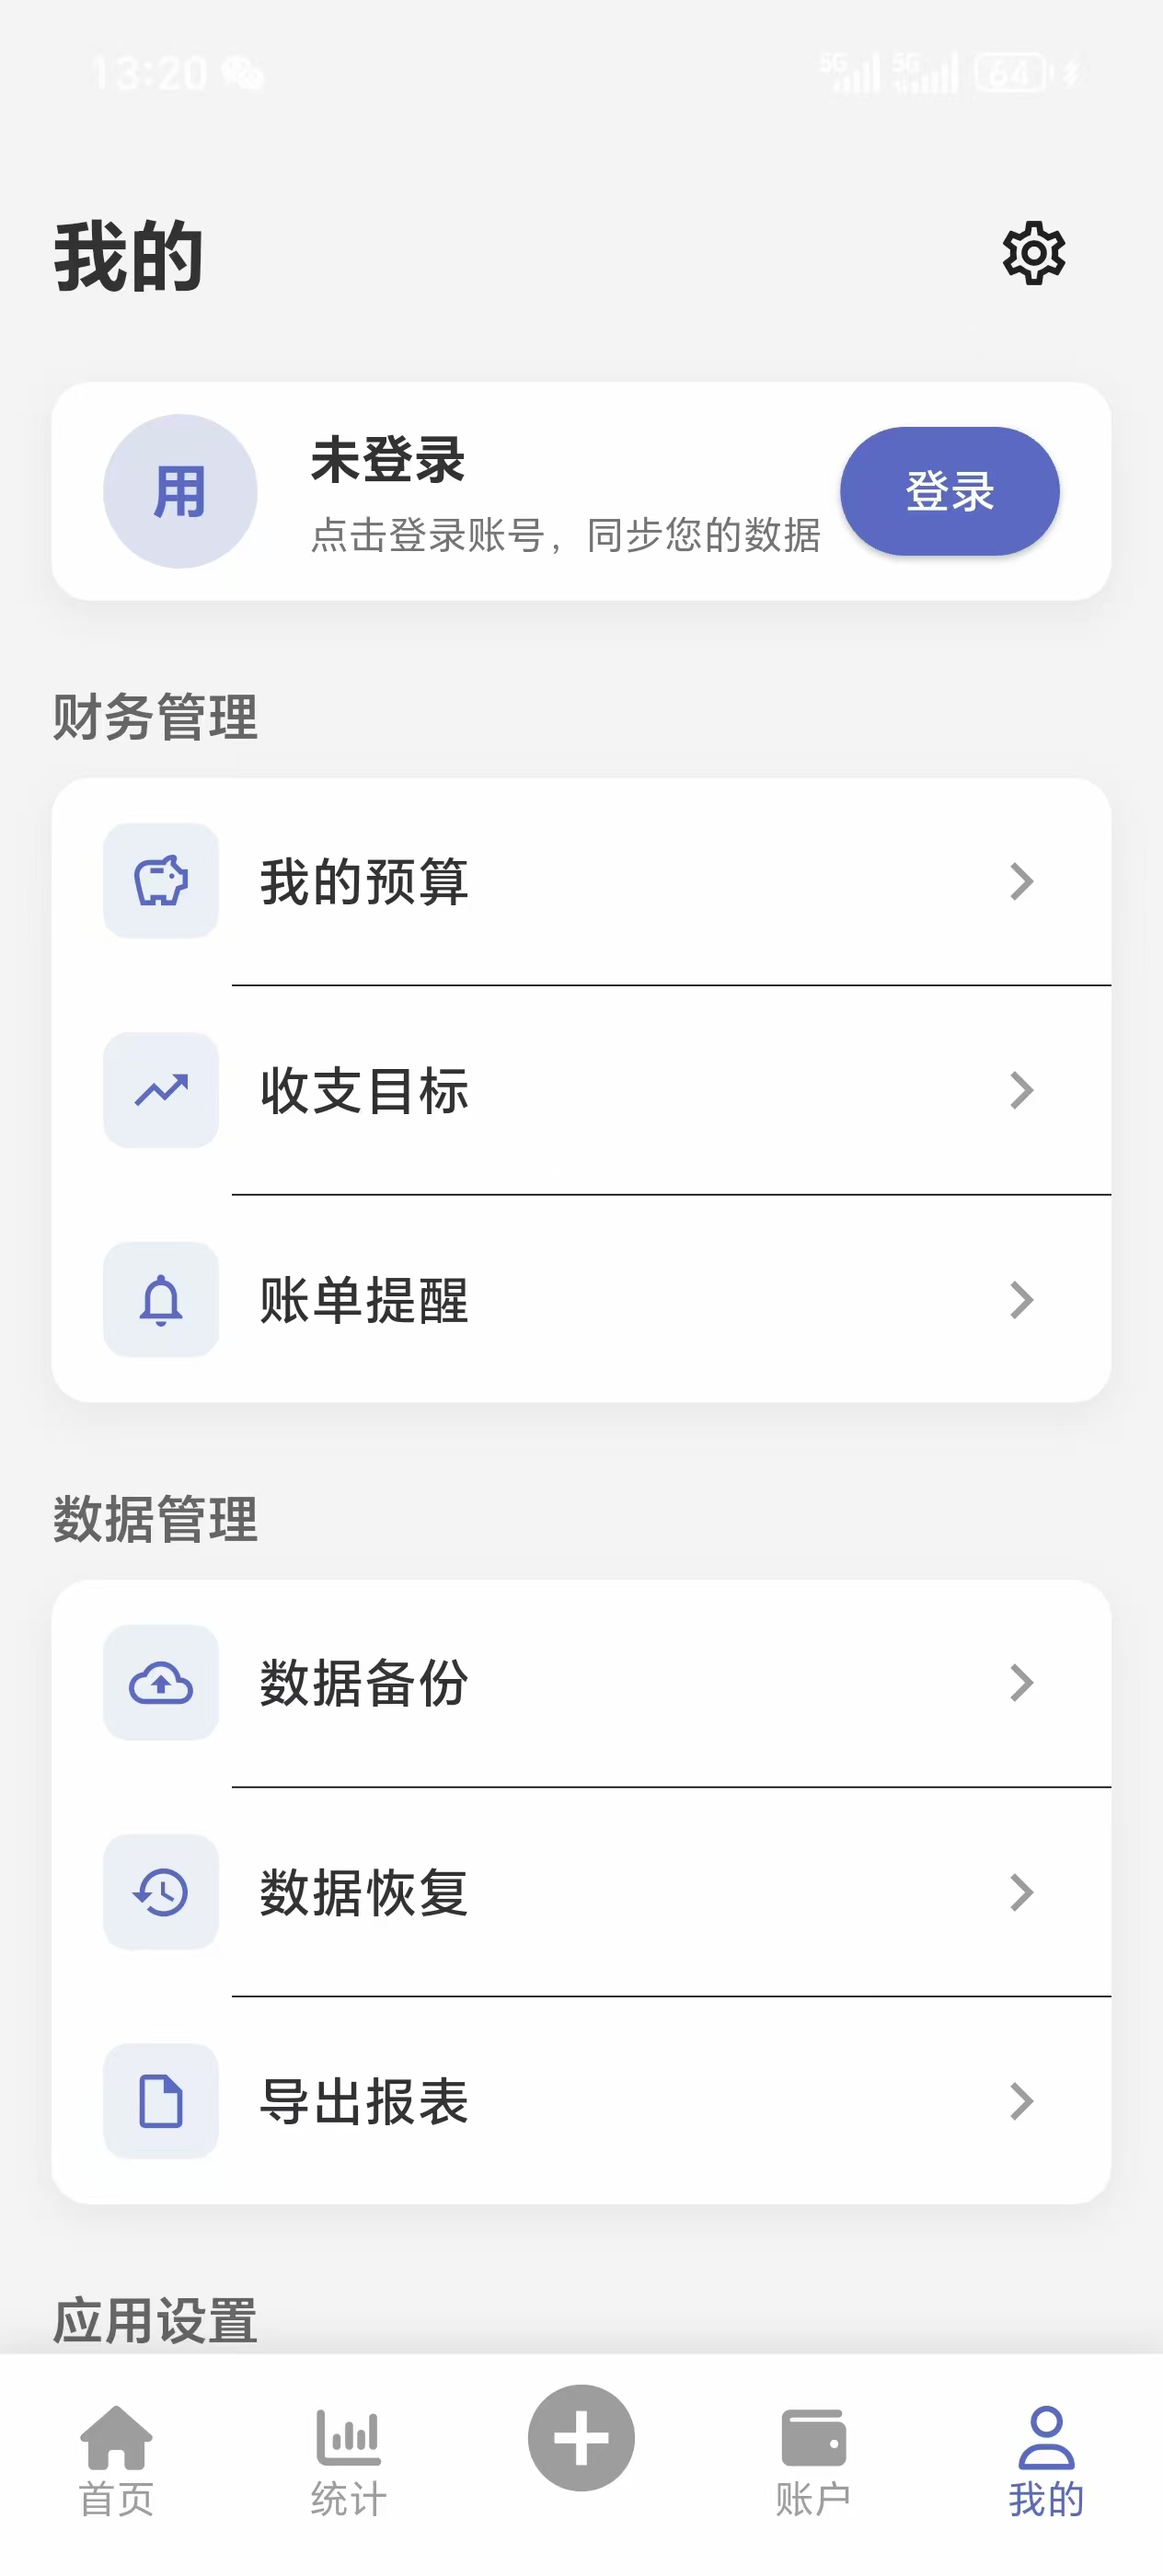 13:20
5G 5G 64
我的
用
未登录
点击登录账号，同步您的数据
登录
财务管理
我的预算
收支目标
账单提醒
数据管理
数据备份
数据恢复
导出报表
应用设置
首页
统计
账户
我的